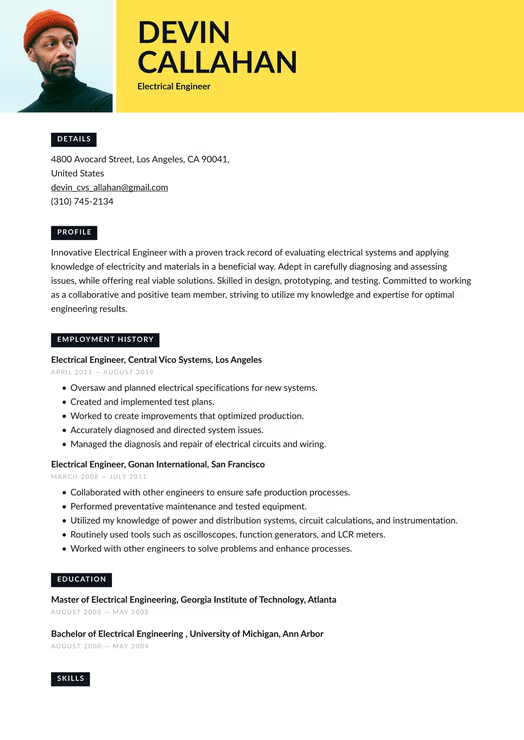 DEVIN
CALLAHAN
Electrical Engineer
DETAILS
4800 Avocard Street, Los Angeles, CA 90041,
United States
devin_cvs_allahan@gmail.com
(310) 745-2134
PROFILE
Innovative Electrical Engineer with a proven track record of evaluating electrical systems and applying
knowledge of electricity and materials in a beneficial way. Adept in carefully diagnosing and assessing
issues, while offering real viable solutions. Skilled in design, prototyping, and testing. Committed to working
as a collaborative and positive team member, striving to utilize my knowledge and expertise for optimal
engineering results.
EMPLOYMENT HISTORY
Electrical Engineer, Central Vico Systems, Los Angeles
APRIL 2011 — AUGUST 2019
• Oversaw and planned electrical specifications for new systems.
• Created and implemented test plans.
• Worked to create improvements that optimized production.
• Accurately diagnosed and directed system issues.
• Managed the diagnosis and repair of electrical circuits and wiring.
Electrical Engineer, Gonan International, San Francisco
MARCH 2008 — JULY 2011
• Collaborated with other engineers to ensure safe production processes.
• Performed preventative maintenance and tested equipment.
• Utilized my knowledge of power and distribution systems, circuit calculations, and instrumentation.
• Routinely used tools such as oscilloscopes, function generators, and LCR meters.
• Worked with other engineers to solve problems and enhance processes.
EDUCATION
Master of Electrical Engineering, Georgia Institute of Technology, Atlanta
AUGUST 2005 — MAY 2008
Bachelor of Electrical Engineering , University of Michigan, Ann Arbor
AUGUST 2000 — MAY 2004
SKILLS